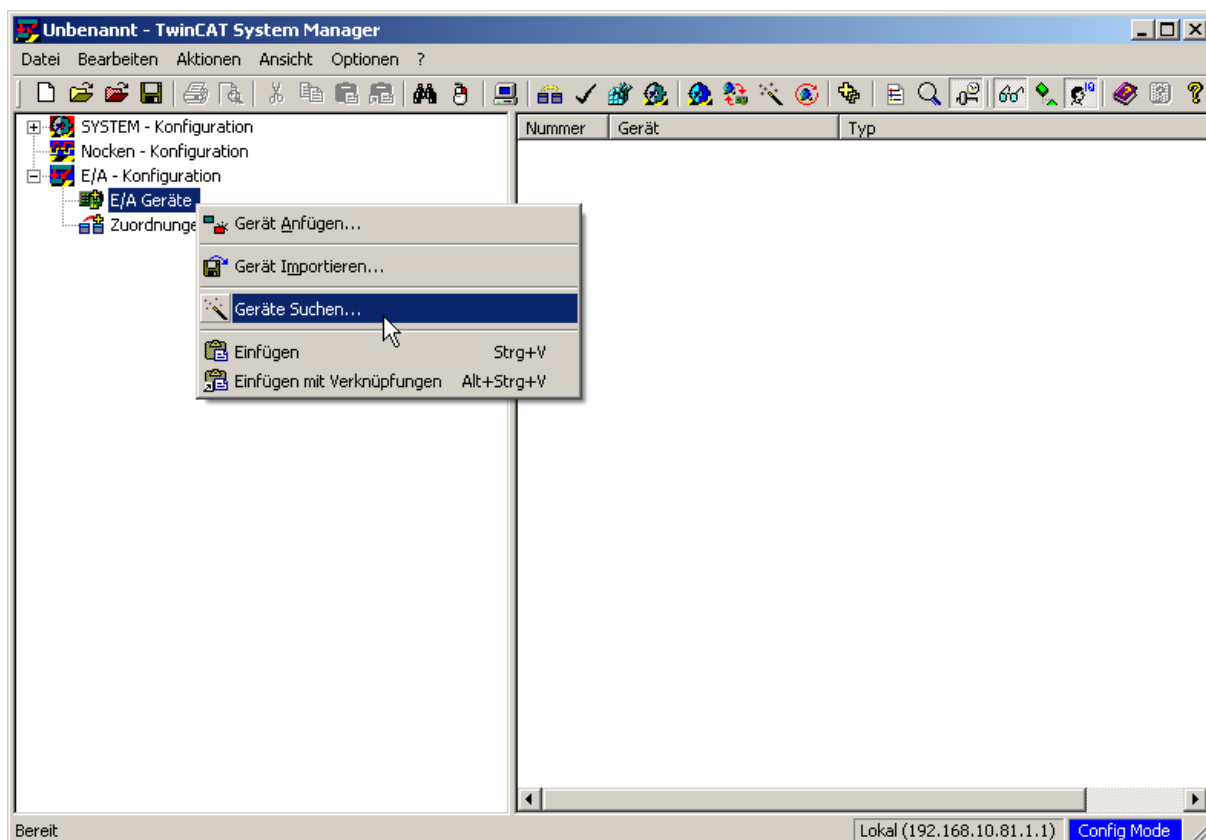 Unbenannt - TwinCAT System Manager
Datei Bearbeiten Aktionen Ansicht Optionen ?
SYSTEM - Konfiguration
Nocken - Konfiguration
E/A - Konfiguration
E/A Geräte
Zuordnunge
Nummer Gerät Typ
Gerät Anfügen...
Gerät Importieren...
Geräte Suchen...
Einfügen Strg+V
Einfügen mit Verknüpfungen Alt+Strg+V
Bereit Lokal (192.168.10.81.1.1) Config Mode